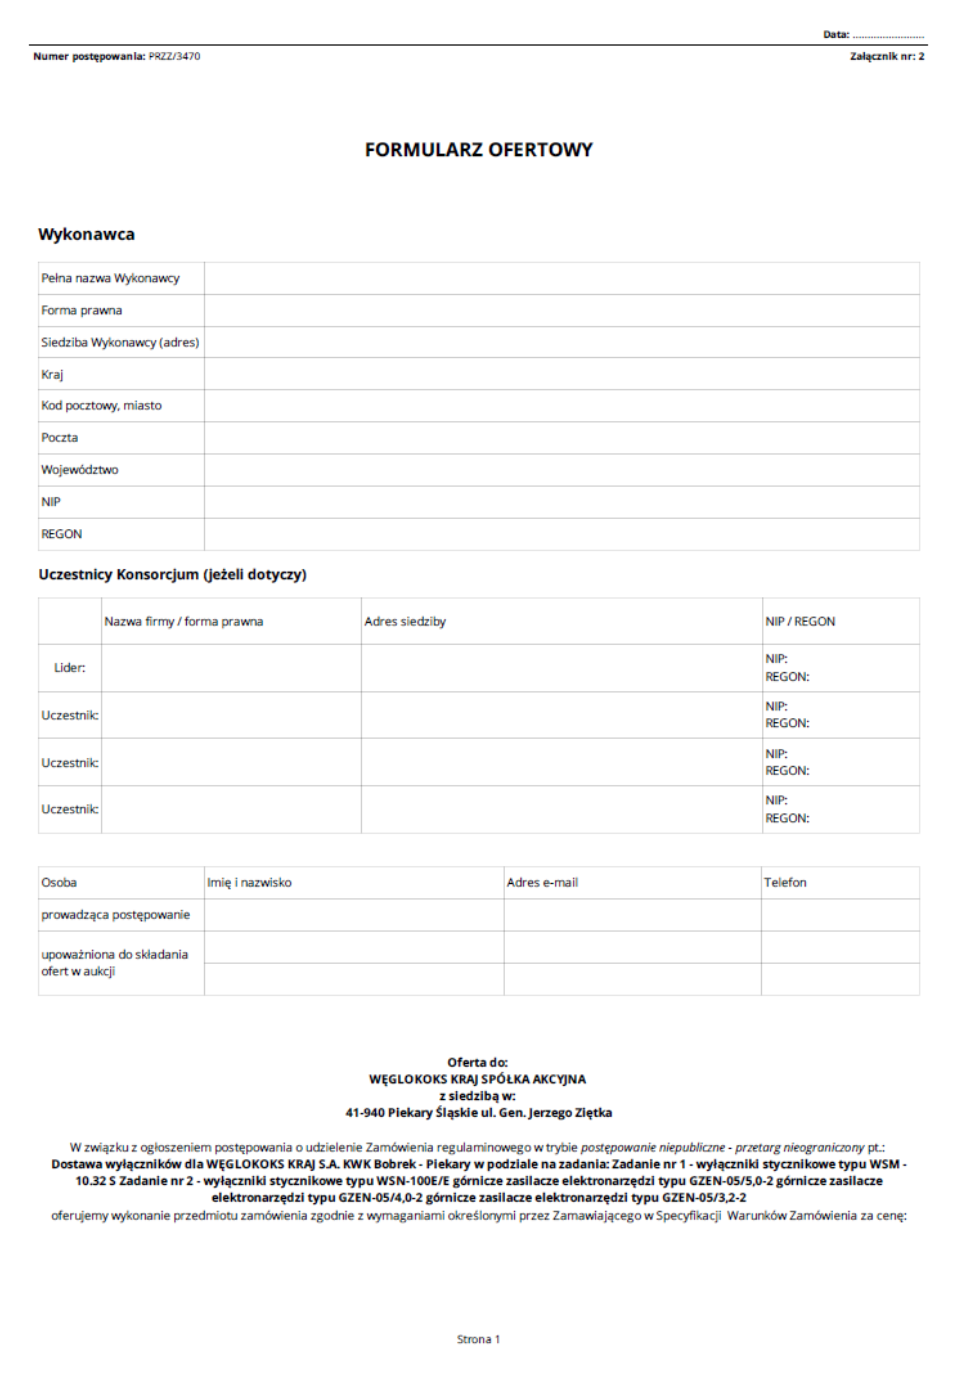 Data: ........................
Numer postępowania: PRZZ/3470 Załącznik nr: 2
FORMULARZ OFERTOWY
Wykonawca
Pełna nazwa Wykonawcy
Forma prawna
Siedziba Wykonawcy (adres)
Kraj
Kod pocztowy, miasto
Poczta
Województwo
NIP
REGON
Uczestnicy Konsorcjum (jeżeli dotyczy)
Nazwa firmy / forma prawna Adres siedziby NIP / REGON
Lider: NIP:
REGON:
Uczestnik: NIP:
REGON:
Uczestnik: NIP:
REGON:
Uczestnik: NIP:
REGON:
Osoba Imię i nazwisko Adres e-mail Telefon
prowadząca postępowanie
upoważniona do składania
ofert w aukcji
Oferta do:
WĘGLOKOKS KRAJ SPÓŁKA AKCYJNA
z siedzibą w:
41-940 Piekary Śląskie ul. Gen. Jerzego Ziętka
W związku z ogłoszeniem postępowania o udzielenie Zamówienia regulaminowego w trybie postępowanie niepubliczne - przetarg nieograniczony pt.:
Dostawa wyłączników dla WĘGLOKOKS KRAJ S.A. KWK Bobrek - Piekary w podziale na zadania: Zadanie nr 1 - wyłączniki stycznikowe typu WSM -
10.32 S Zadanie nr 2 - wyłączniki stycznikowe typu WSN-100E/E górnicze zasilacze elektronarzędzi typu GZEN-05/5,0-2 górnicze zasilacze
elektronarzędzi typu GZEN-05/4,0-2 górnicze zasilacze elektronarzędzi typu GZEN-05/3,2-2
oferujemy wykonanie przedmiotu zamówienia zgodnie z wymaganiami określonymi przez Zamawiającego w Specyfikacji Warunków Zamówienia za cenę:
Strona 1